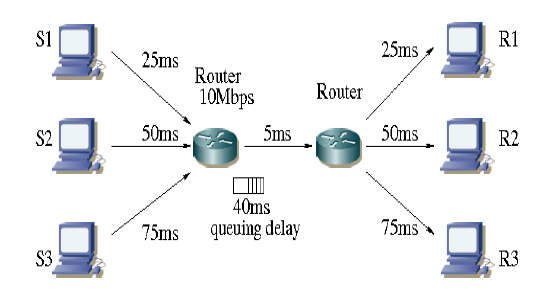 S1
25ms
Router
10Mbps
Router
25ms
R1
S2
50ms
5ms
50ms
R2
40ms
queuing delay
S3
75ms
75ms
R3